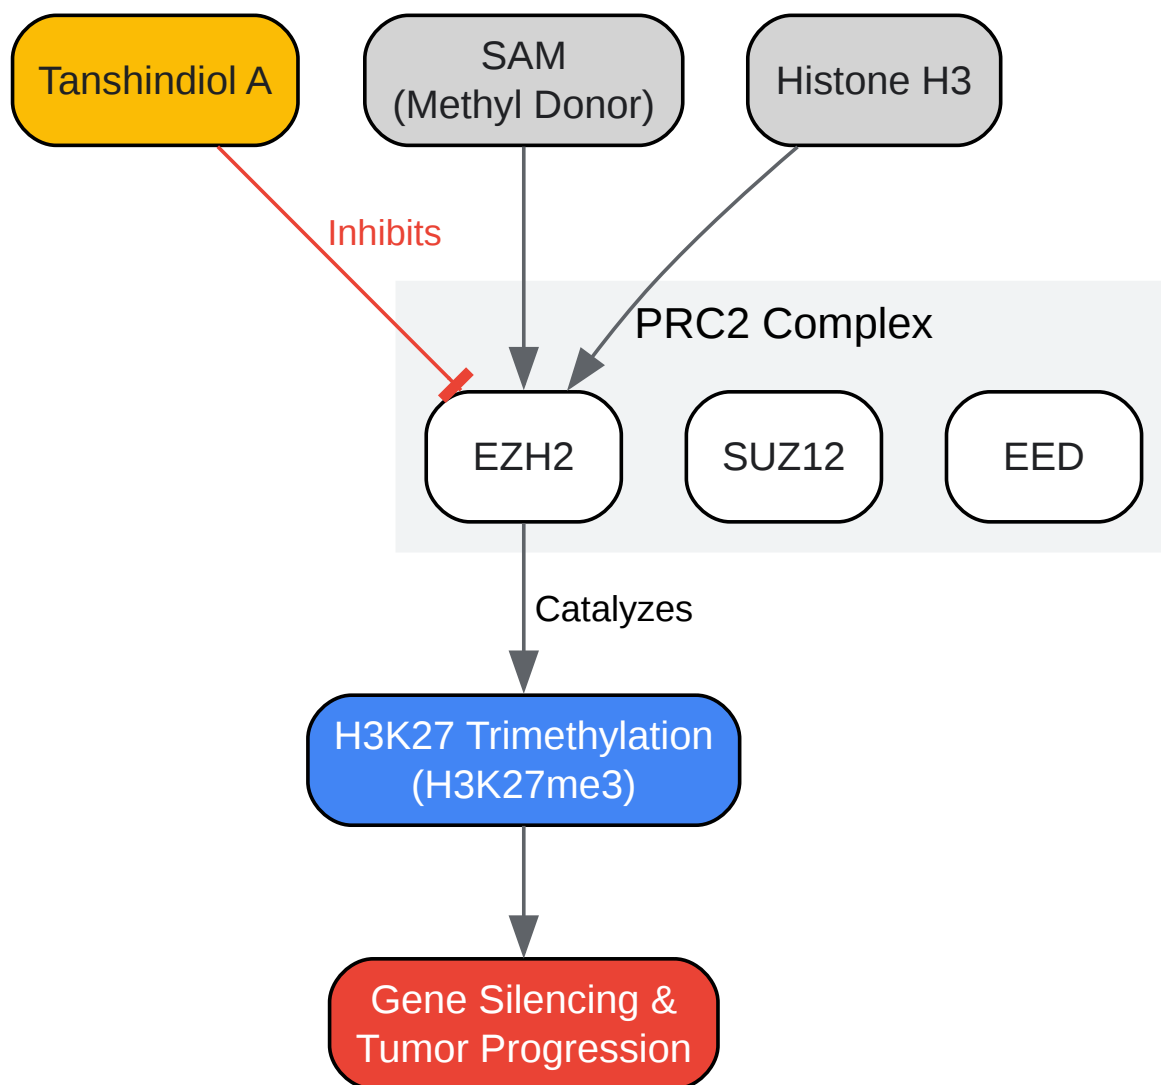 Tanshindiol A
SAM
(Methyl Donor)
Histone H3
Inhibits
PRC2 Complex
EZH2
SUZ12
EED
Catalyzes
H3K27 Trimethylation
(H3K27me3)
Gene Silencing &
Tumor Progression